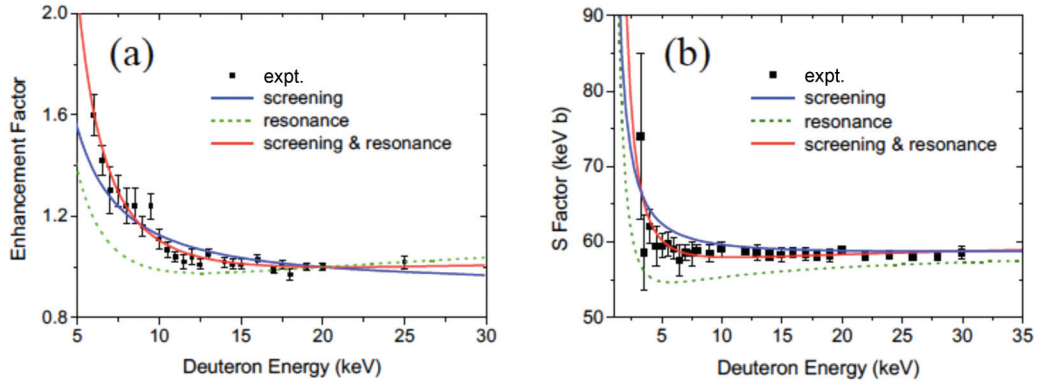 (a)
expt.
screening
resonance
screening & resonance
Enhancement Factor
2.0
1.6
1.2
0.8
5
10
15
20
25
30
Deuteron Energy (keV)
(b)
expt.
screening
resonance
screening & resonance
S Factor (keV b)
90
80
70
60
50
5
10
15
20
25
30
35
Deuteron Energy (keV)